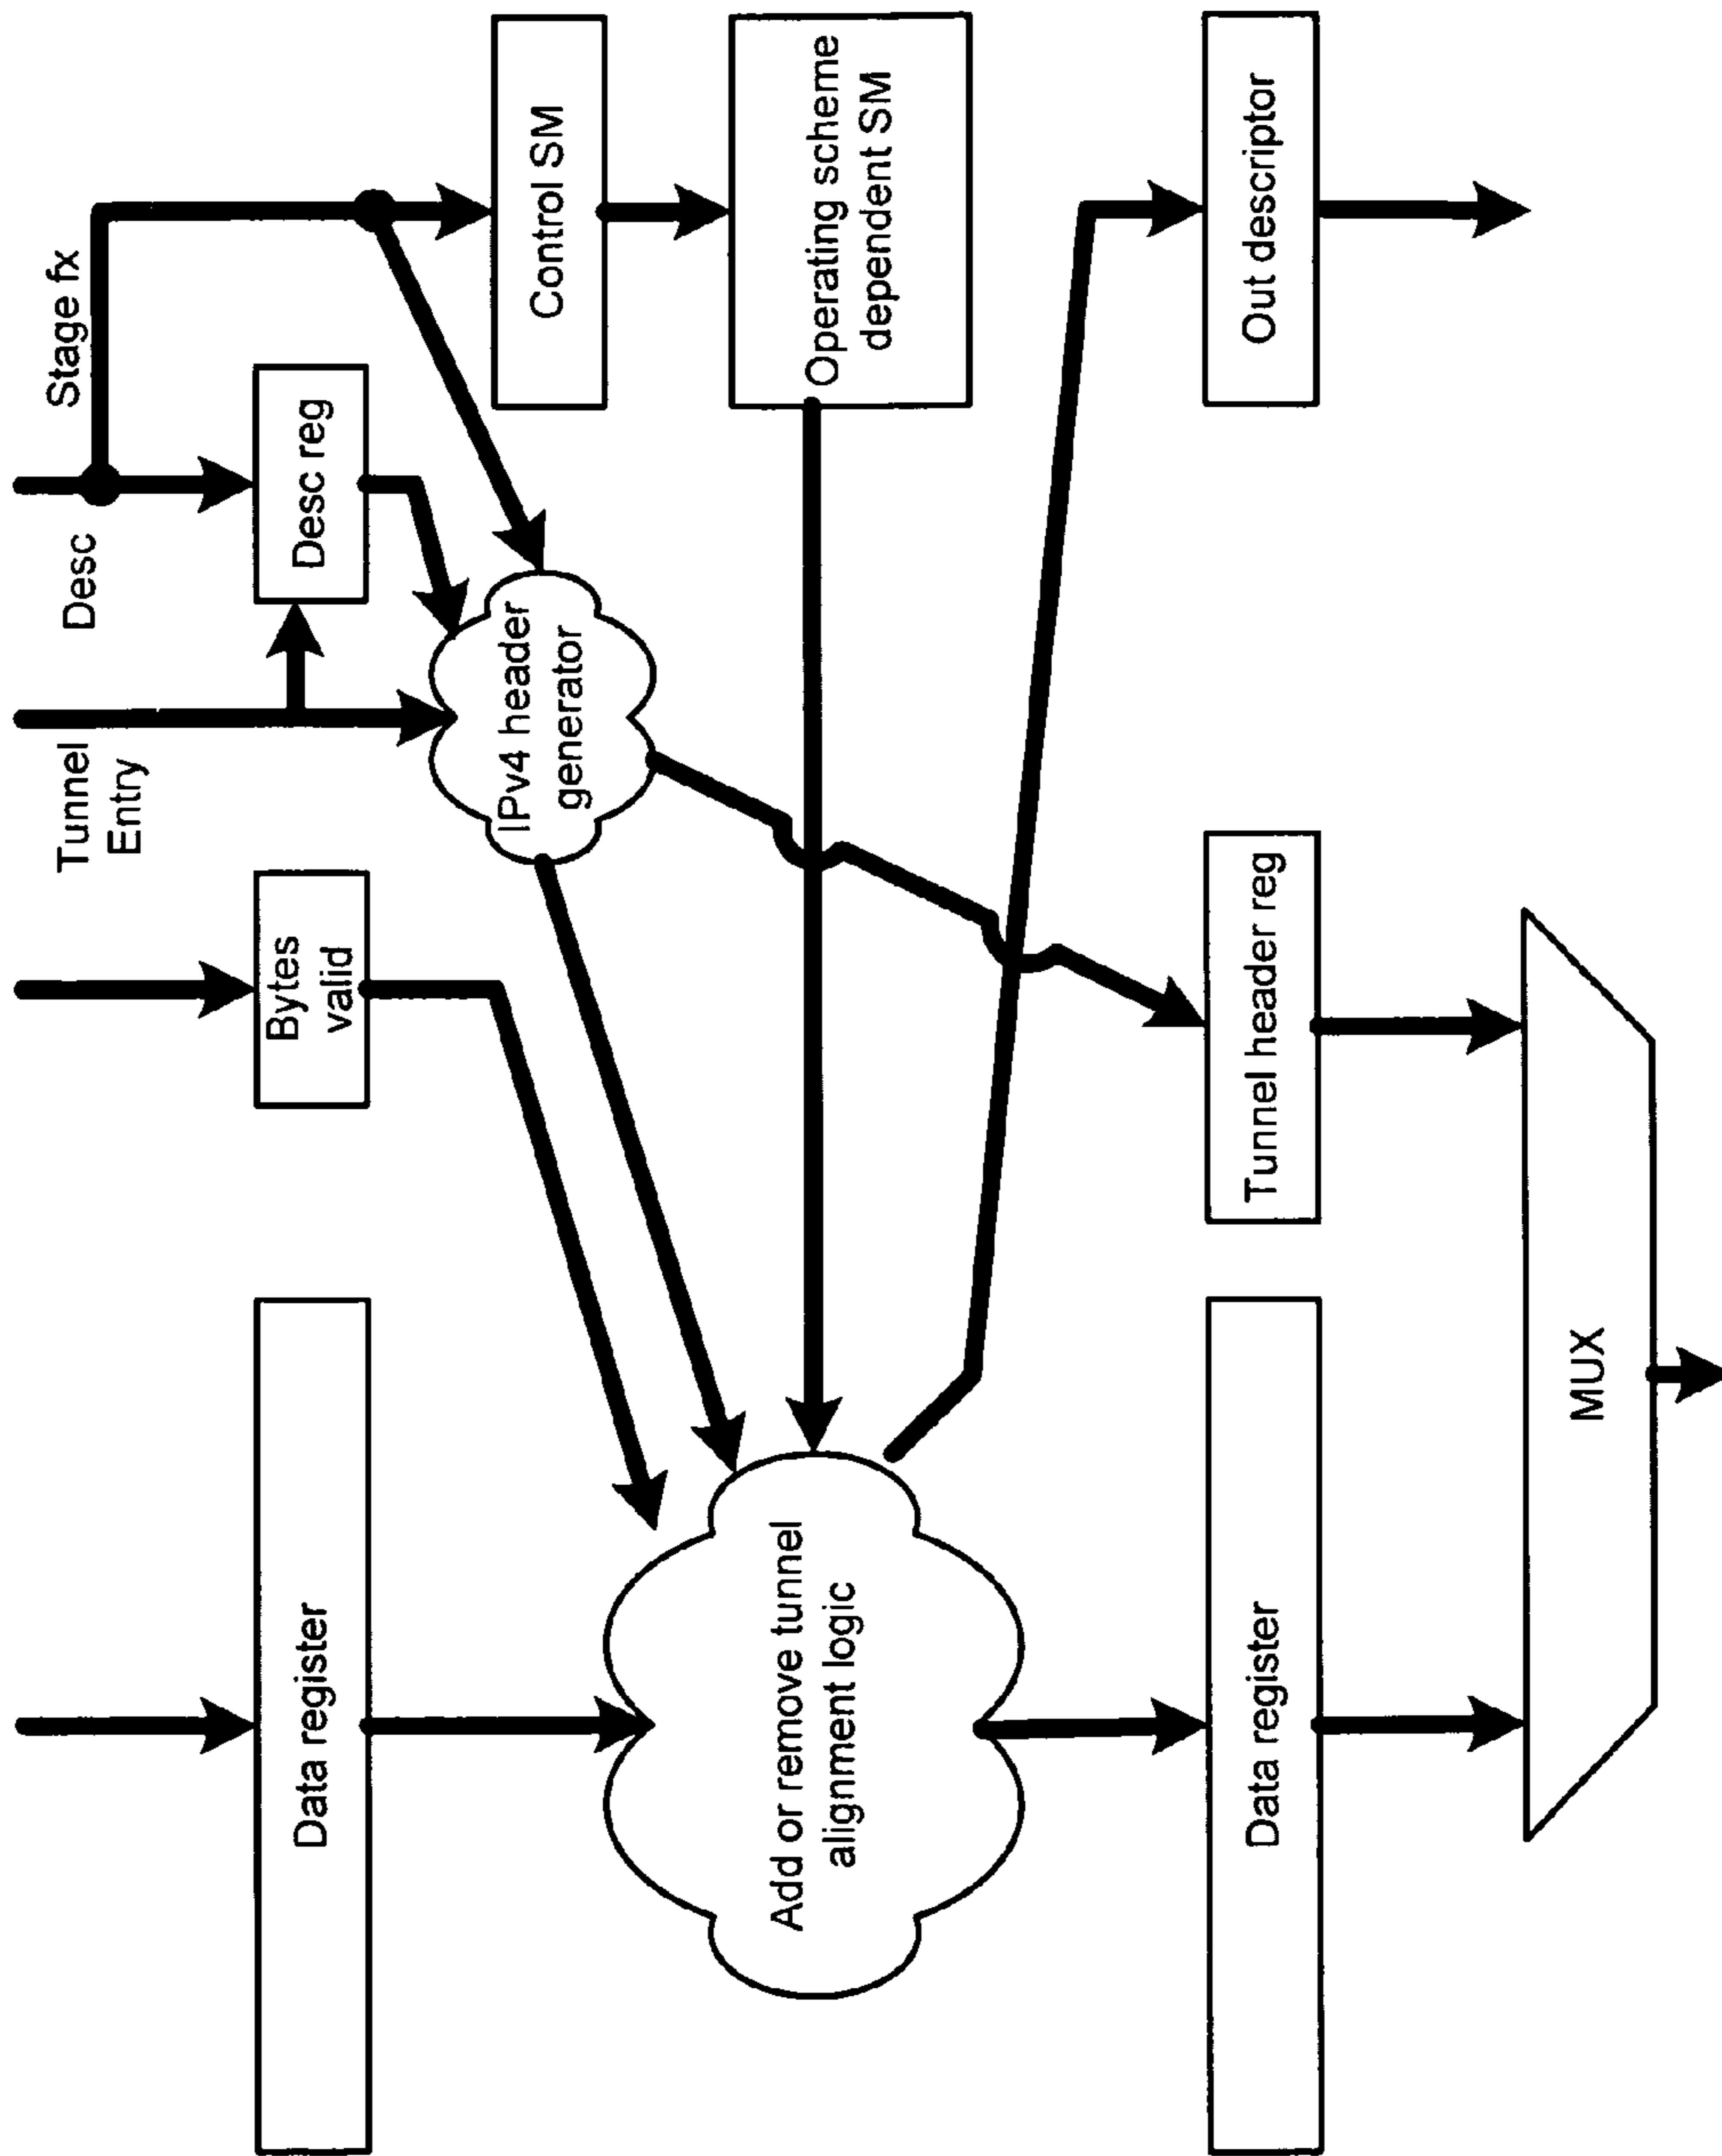 Data register
Bytes
valid
Tunnel
Entry
Desc
Stage fx
Desc reg
IPv4 header
generator
Control SM
Add or remove tunnel
alignment logic
Operating scheme
dependent SM
Data register
Tunnel header reg
Out descriptor
MUX